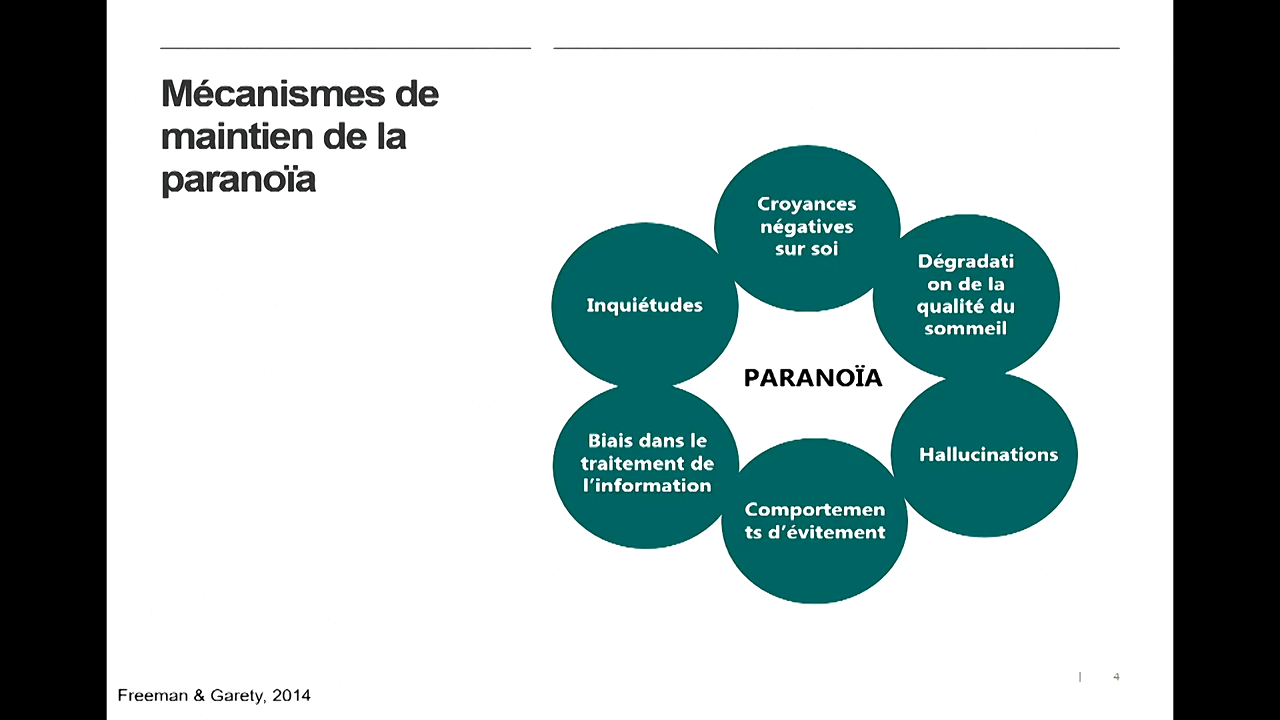 Mécanismes de
maintien de la
paranoïa
Croyances
négatives
sur soi
Dégradati
on de la
qualité du
sommeil
Inquiétudes
PARANOÏA
Biais dans le
traitement de
l'information
Hallucinations
Comportemen
ts d'évitement
| 4
Freeman & Garety, 2014